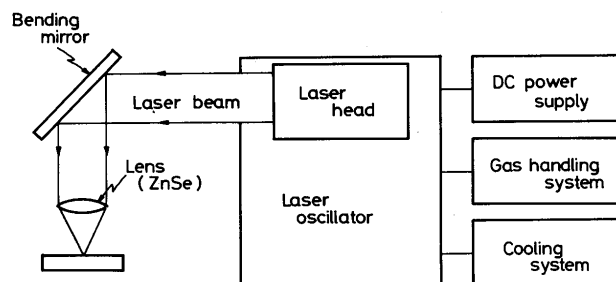 Bending
mirror
Laser beam
Laser
head
Lens
(ZnSe)
Laser
oscillator
DC power
supply
Gas handling
system
Cooling
system